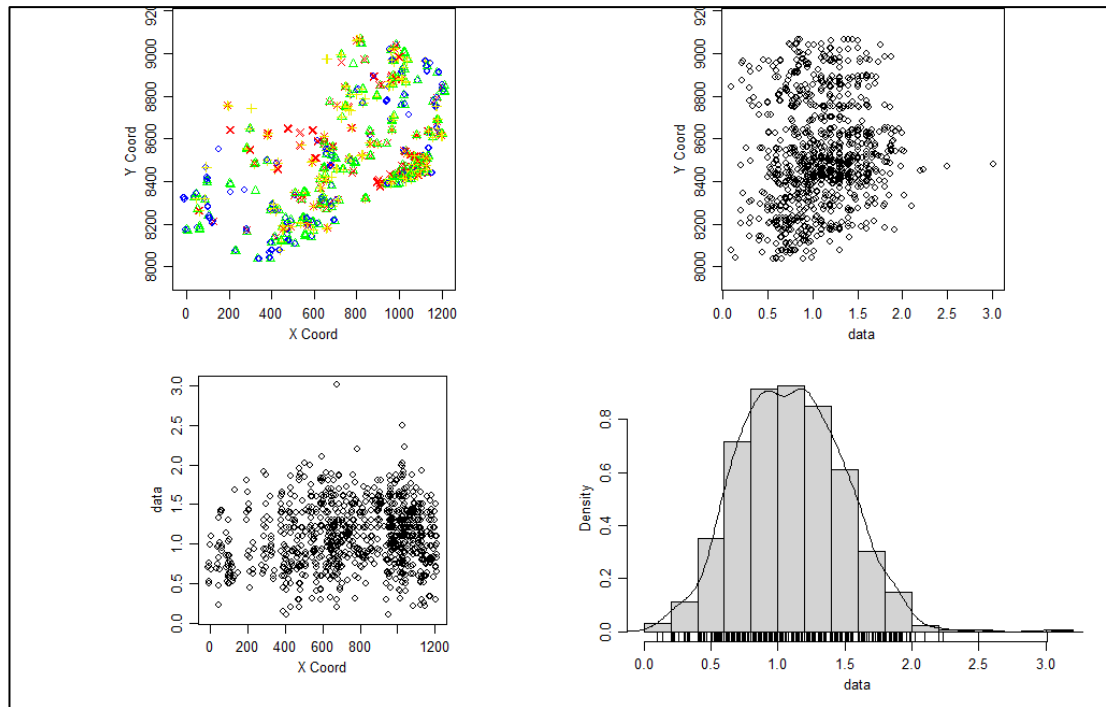 9200
9000
8800
8600
8400
8200
8000
Y Coord
0 200 400 600 800 1000 1200
X Coord
8000 8200 8400 8600 8800 9000 9200
Y Coord
0.0 0.5 1.0 1.5 2.0 2.5 3.0
data
0.0 0.5 1.0 1.5 2.0 2.5 3.0
data
0 200 400 600 800 1000 1200
X Coord
0.0 0.2 0.4 0.6 0.8
Density
0.0 0.5 1.0 1.5 2.0 2.5 3.0
data